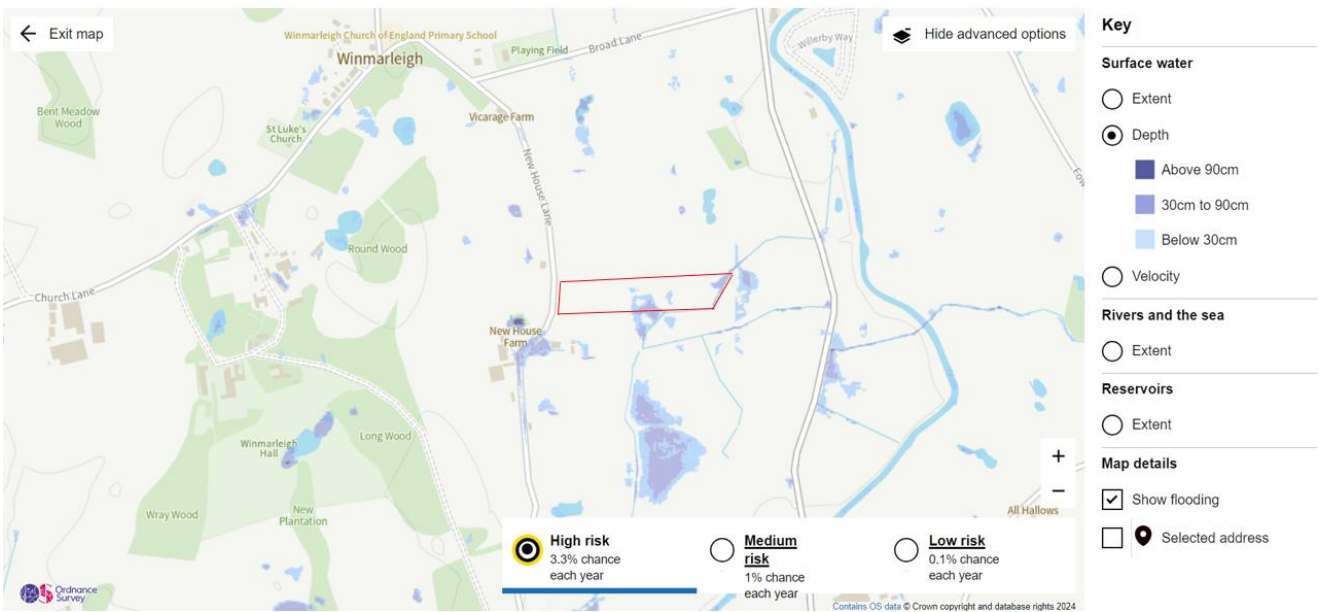 Exit map
Winmarleigh Church of England Primary School
Winmarleigh
Playing Field
Broad Lane
Willerby Way
Hide advanced options
Bent Meadow
Wood
St Luke's
Church
Vicarage Farm
New House Lane
Fow
Round Wood
Church Lane
New House
Farm
Winmarleigh
Hall
Long Wood
Wray Wood
New
Plantation
All Hallows
+
−
High risk
3.3% chance
each year
Medium
risk
1% chance
each year
Low risk
0.1% chance
each year
Ordnance
Survey
Contains OS data © Crown copyright and database rights 2024
Key
Surface water
Extent
Depth
Above 90cm
30cm to 90cm
Below 30cm
Velocity
Rivers and the sea
Extent
Reservoirs
Extent
Map details
Show flooding
Selected address